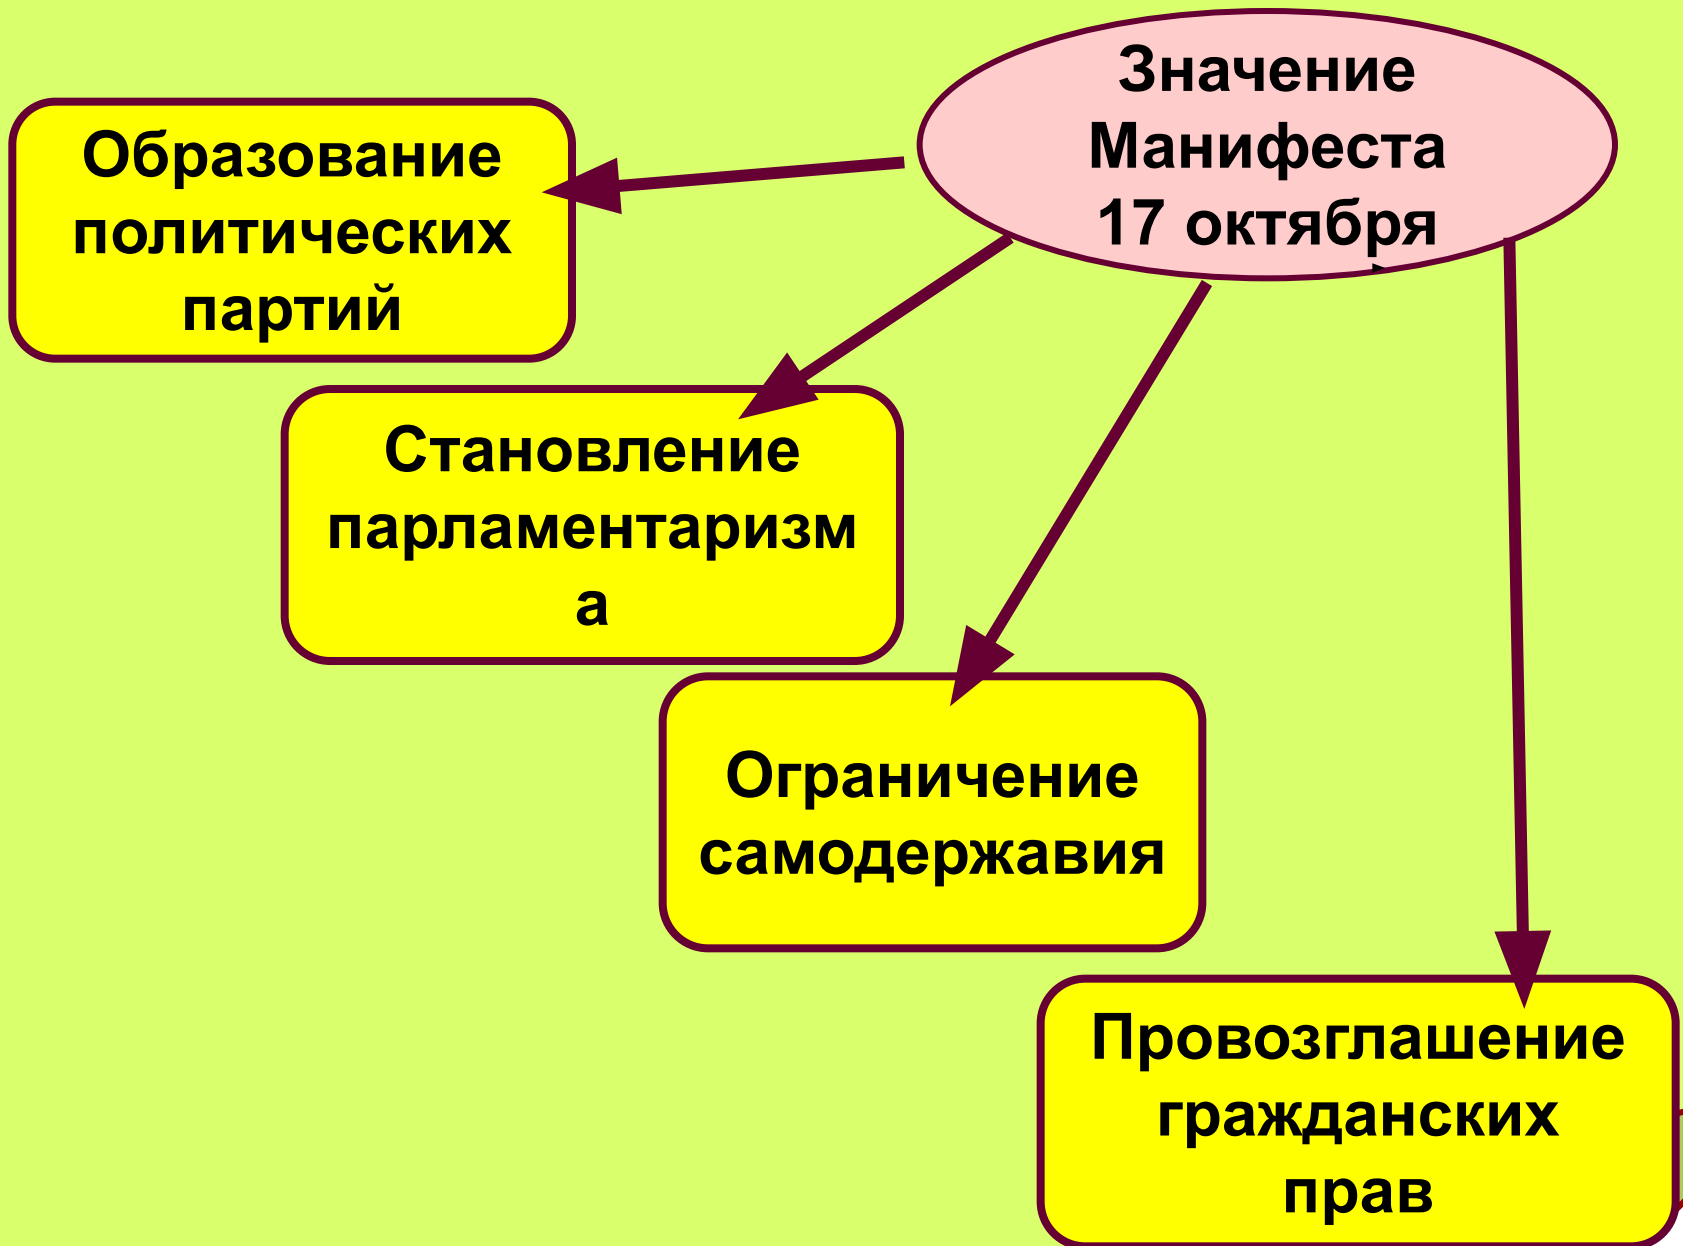 Значение
Манифеста
17 октября
Образование
политических
партий
Становление
парламентаризм
а
Ограничение
самодержавия
Провозглашение
гражданских
прав